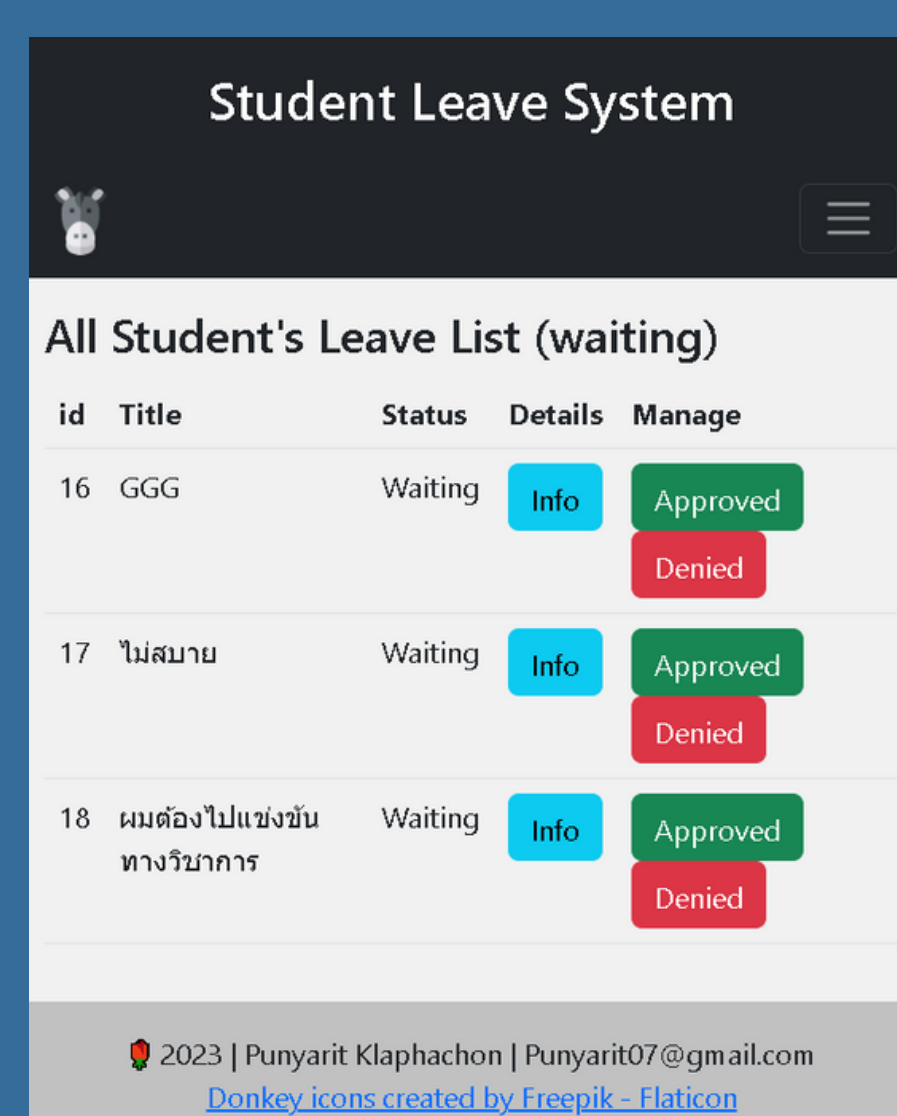 Student Leave System
All Student's Leave List (waiting)
id Title Status Details Manage
16 GGG Waiting Info Approved
Denied
17 ไม่สบาย Waiting Info Approved
Denied
18 ผมต้องไปแข่งขัน Waiting Info Approved
ทางวิชาการ
Denied
2023 | Punyarit Klaphachon | Punyarit07@gmail.com
Donkey icons created by Freepik - Flaticon